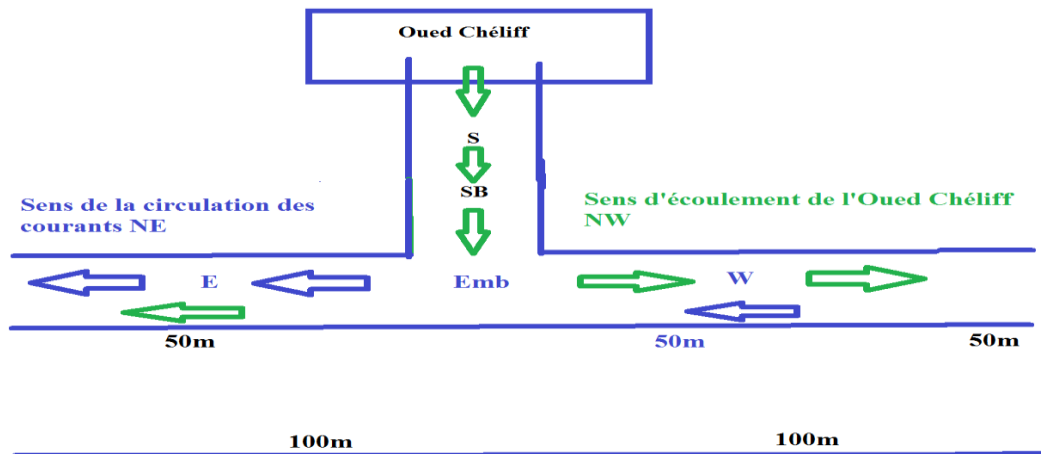 Oued Chéliff
S
SB
Sens de la circulation des
courants NE
Sens d'écoulement de l'Oued Chéliff
NW
E
Emb
W
50m
50m
50m
100m
100m